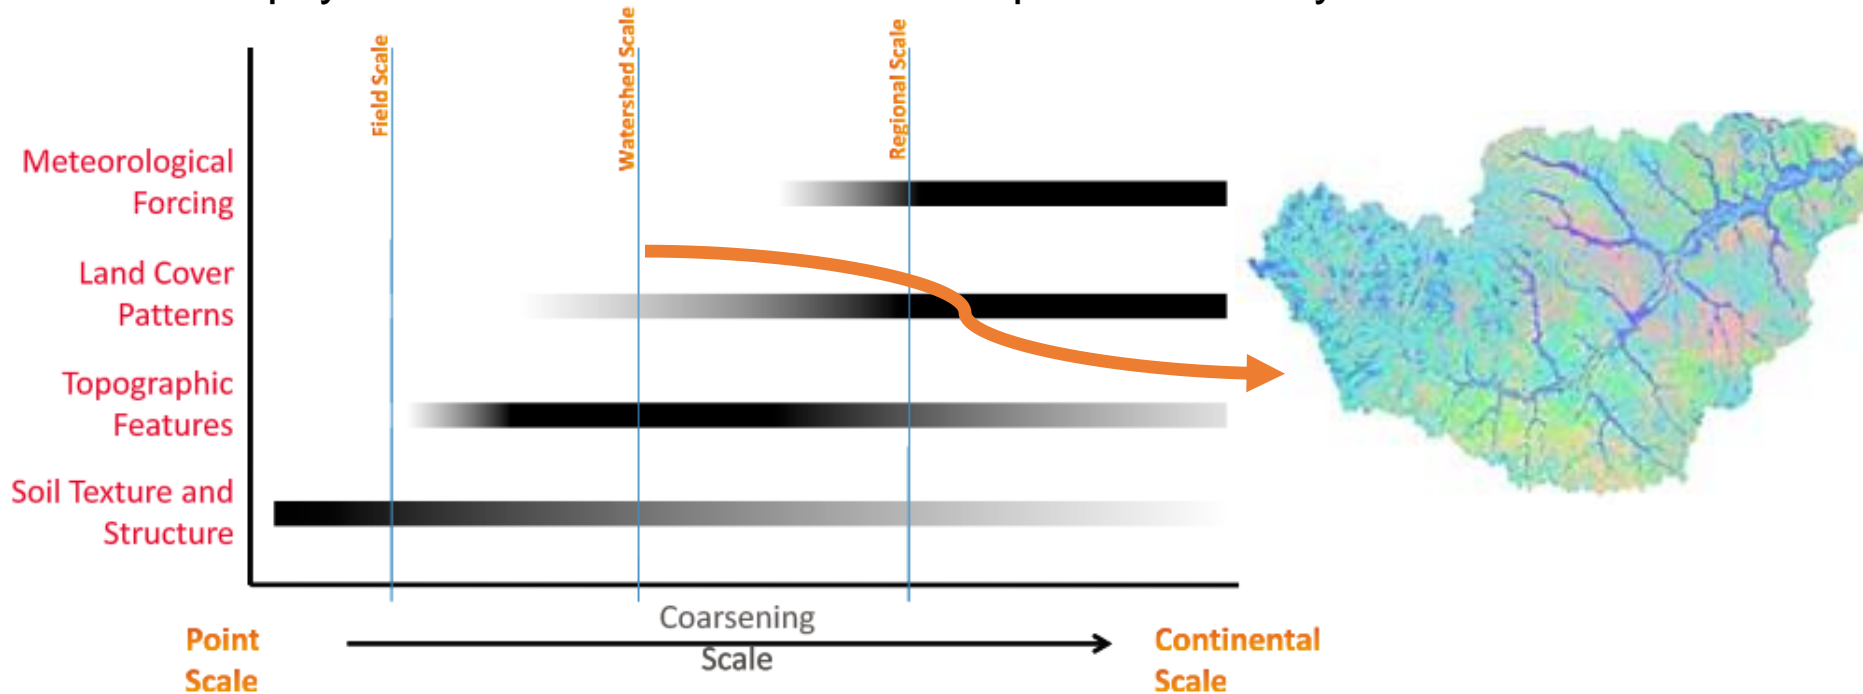 Field Scale
Watershed Scale
Regional Scale
Meteorological
Forcing
Land Cover
Patterns
Topographic
Features
Soil Texture and
Structure
Coarsening
Scale
Point
Scale
Continental
Scale